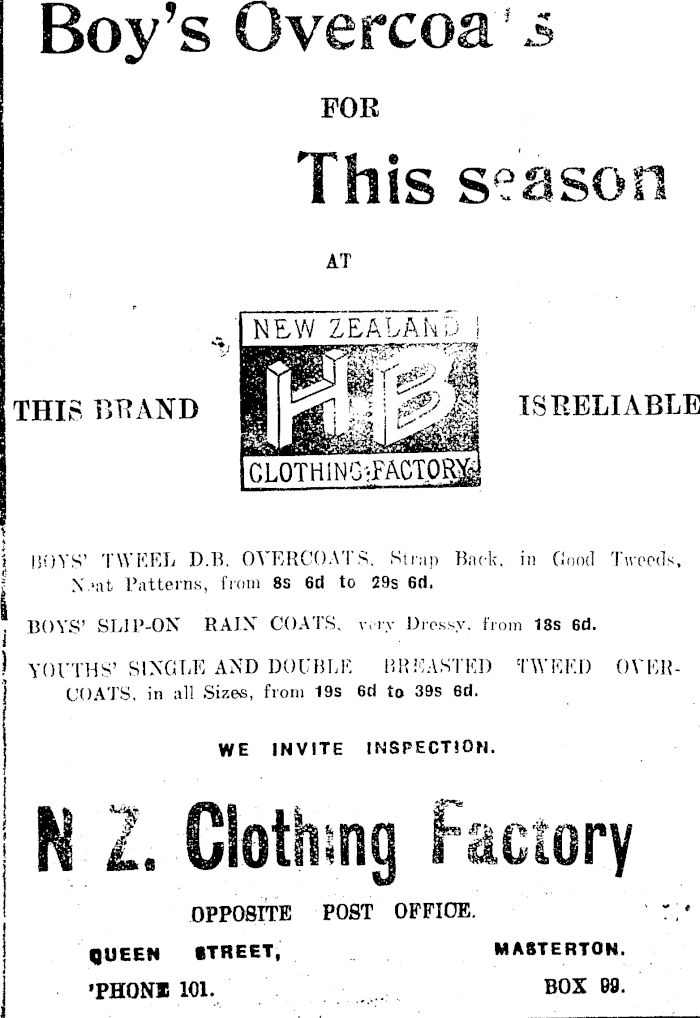 Boy's Overcoats
FOR
This season
AT
NEW ZEALAND
HB
CLOTHING FACTORY
THIS BRAND
IS RELIABLE
BOYS' TWEEL D.B. OVERCOATS, Strap Back, in Good Tweeds,
Neat Patterns, from 8s 6d to 29s 6d.
BOYS' SLIP-ON RAIN COATS, very Dressy, from 18s 6d.
YOUTHS' SINGLE AND DOUBLE BREASTED TWEED OVER-
COATS, in all Sizes, from 19s 6d to 39s 6d.
WE INVITE INSPECTION.
N Z. Clothing Factory
OPPOSITE POST OFFICE.
QUEEN STREET, MASTERTON.
'PHONE 101. BOX 99.